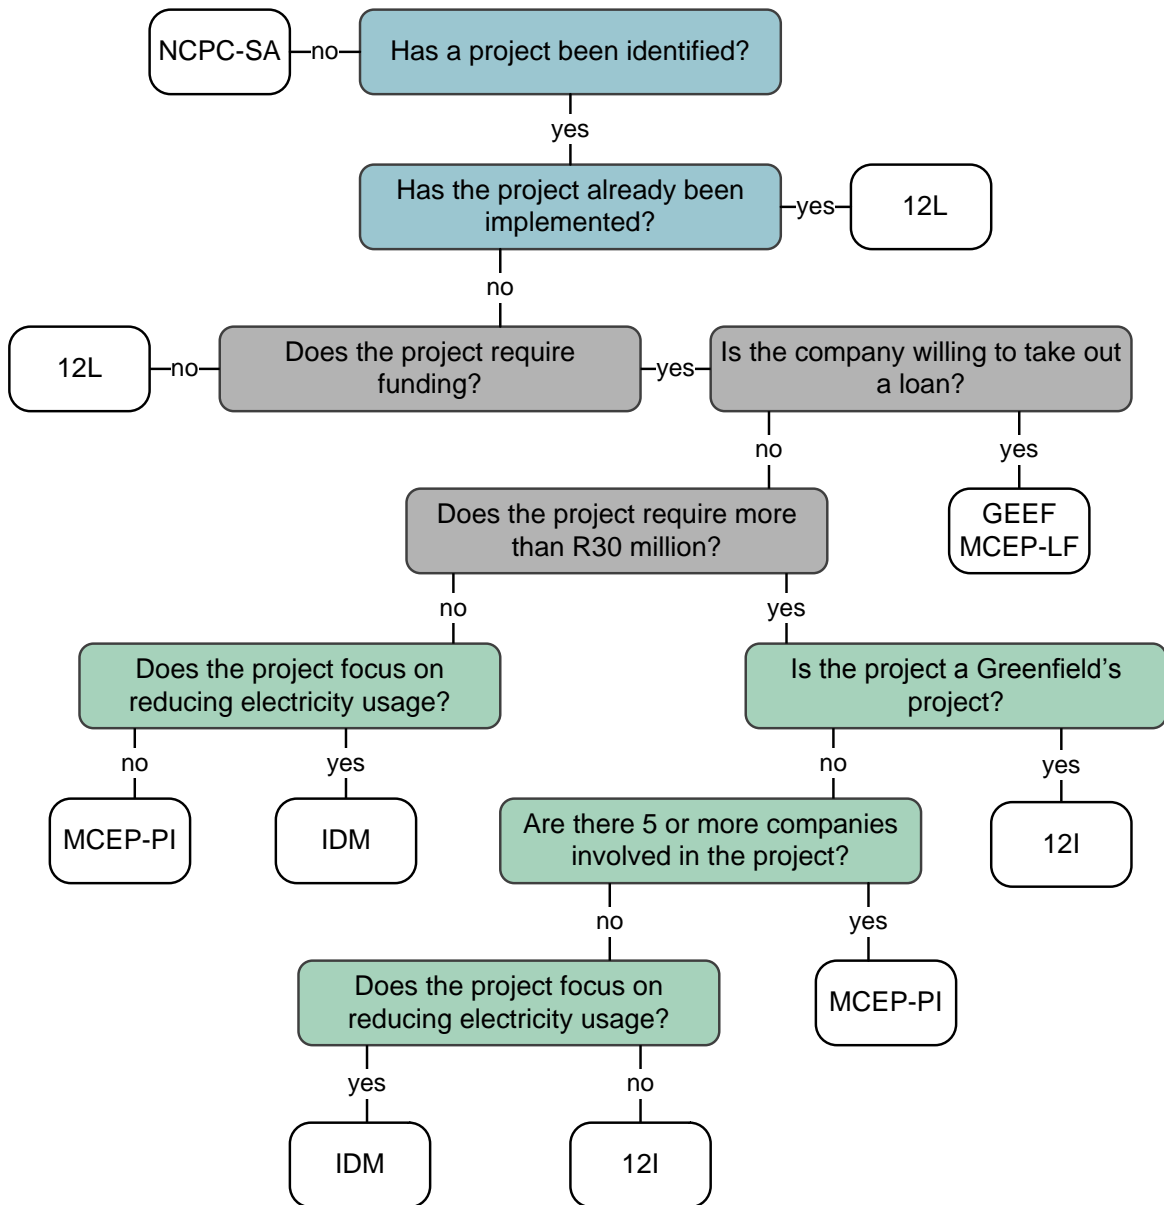 NCPC-SA
no
Has a project been identified?
yes
Has the project already been
implemented?
yes
12L
no
12L
no
Does the project require
funding?
yes
Is the company willing to take out
a loan?
no
yes
Does the project require more
than R30 million?
GEEF
MCEP-LF
no
yes
Does the project focus on
reducing electricity usage?
Is the project a Greenfield’s
project?
no
yes
no
yes
MCEP-PI
IDM
Are there 5 or more companies
involved in the project?
12I
no
yes
Does the project focus on
reducing electricity usage?
MCEP-PI
yes
no
IDM
12I